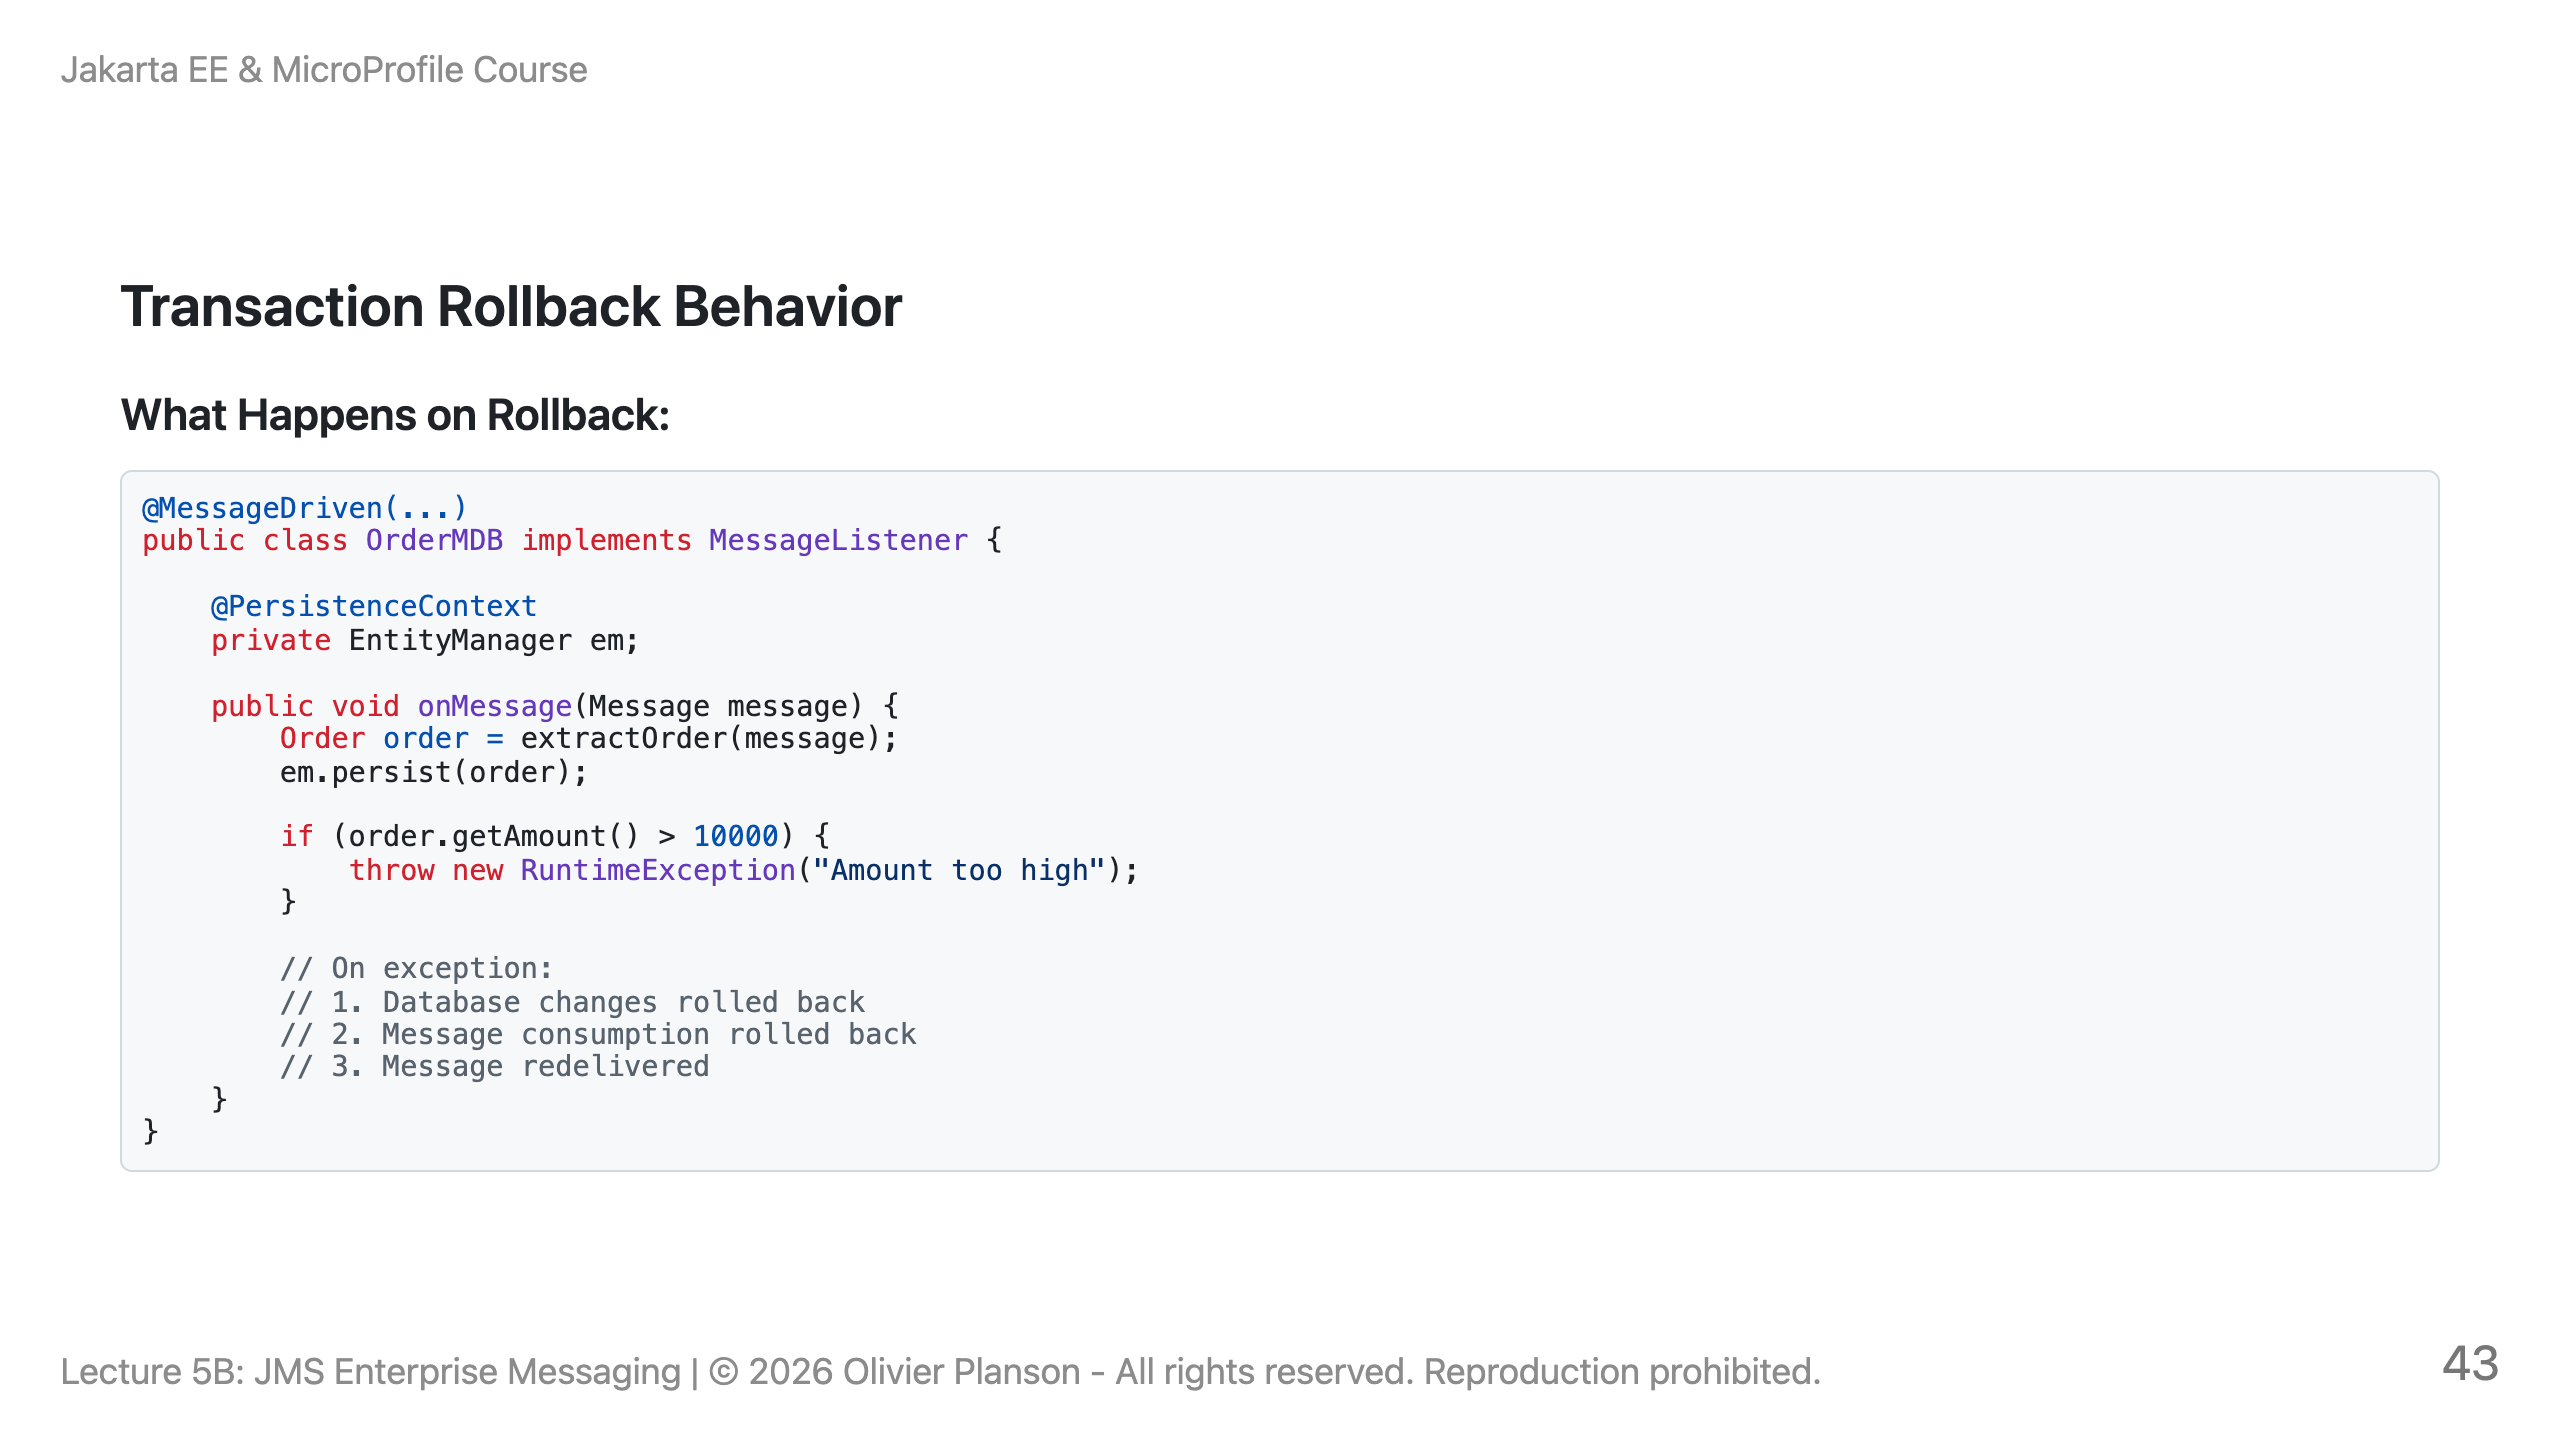 Jakarta EE & MicroProfile Course
Transaction Rollback Behavior
What Happens on Rollback:
@MessageDriven(...)
public class OrderMDB implements MessageListener {
    @PersistenceContext
    private EntityManager em;
    public void onMessage(Message message) {
        Order order = extractOrder(message);
        em.persist(order);
        if (order.getAmount() > 10000) {
            throw new RuntimeException("Amount too high");
        }
        // On exception:
        // 1. Database changes rolled back
        // 2. Message consumption rolled back
        // 3. Message redelivered
    }
}
Lecture 5B: JMS Enterprise Messaging | © 2026 Olivier Planson - All rights reserved. Reproduction prohibited.
43